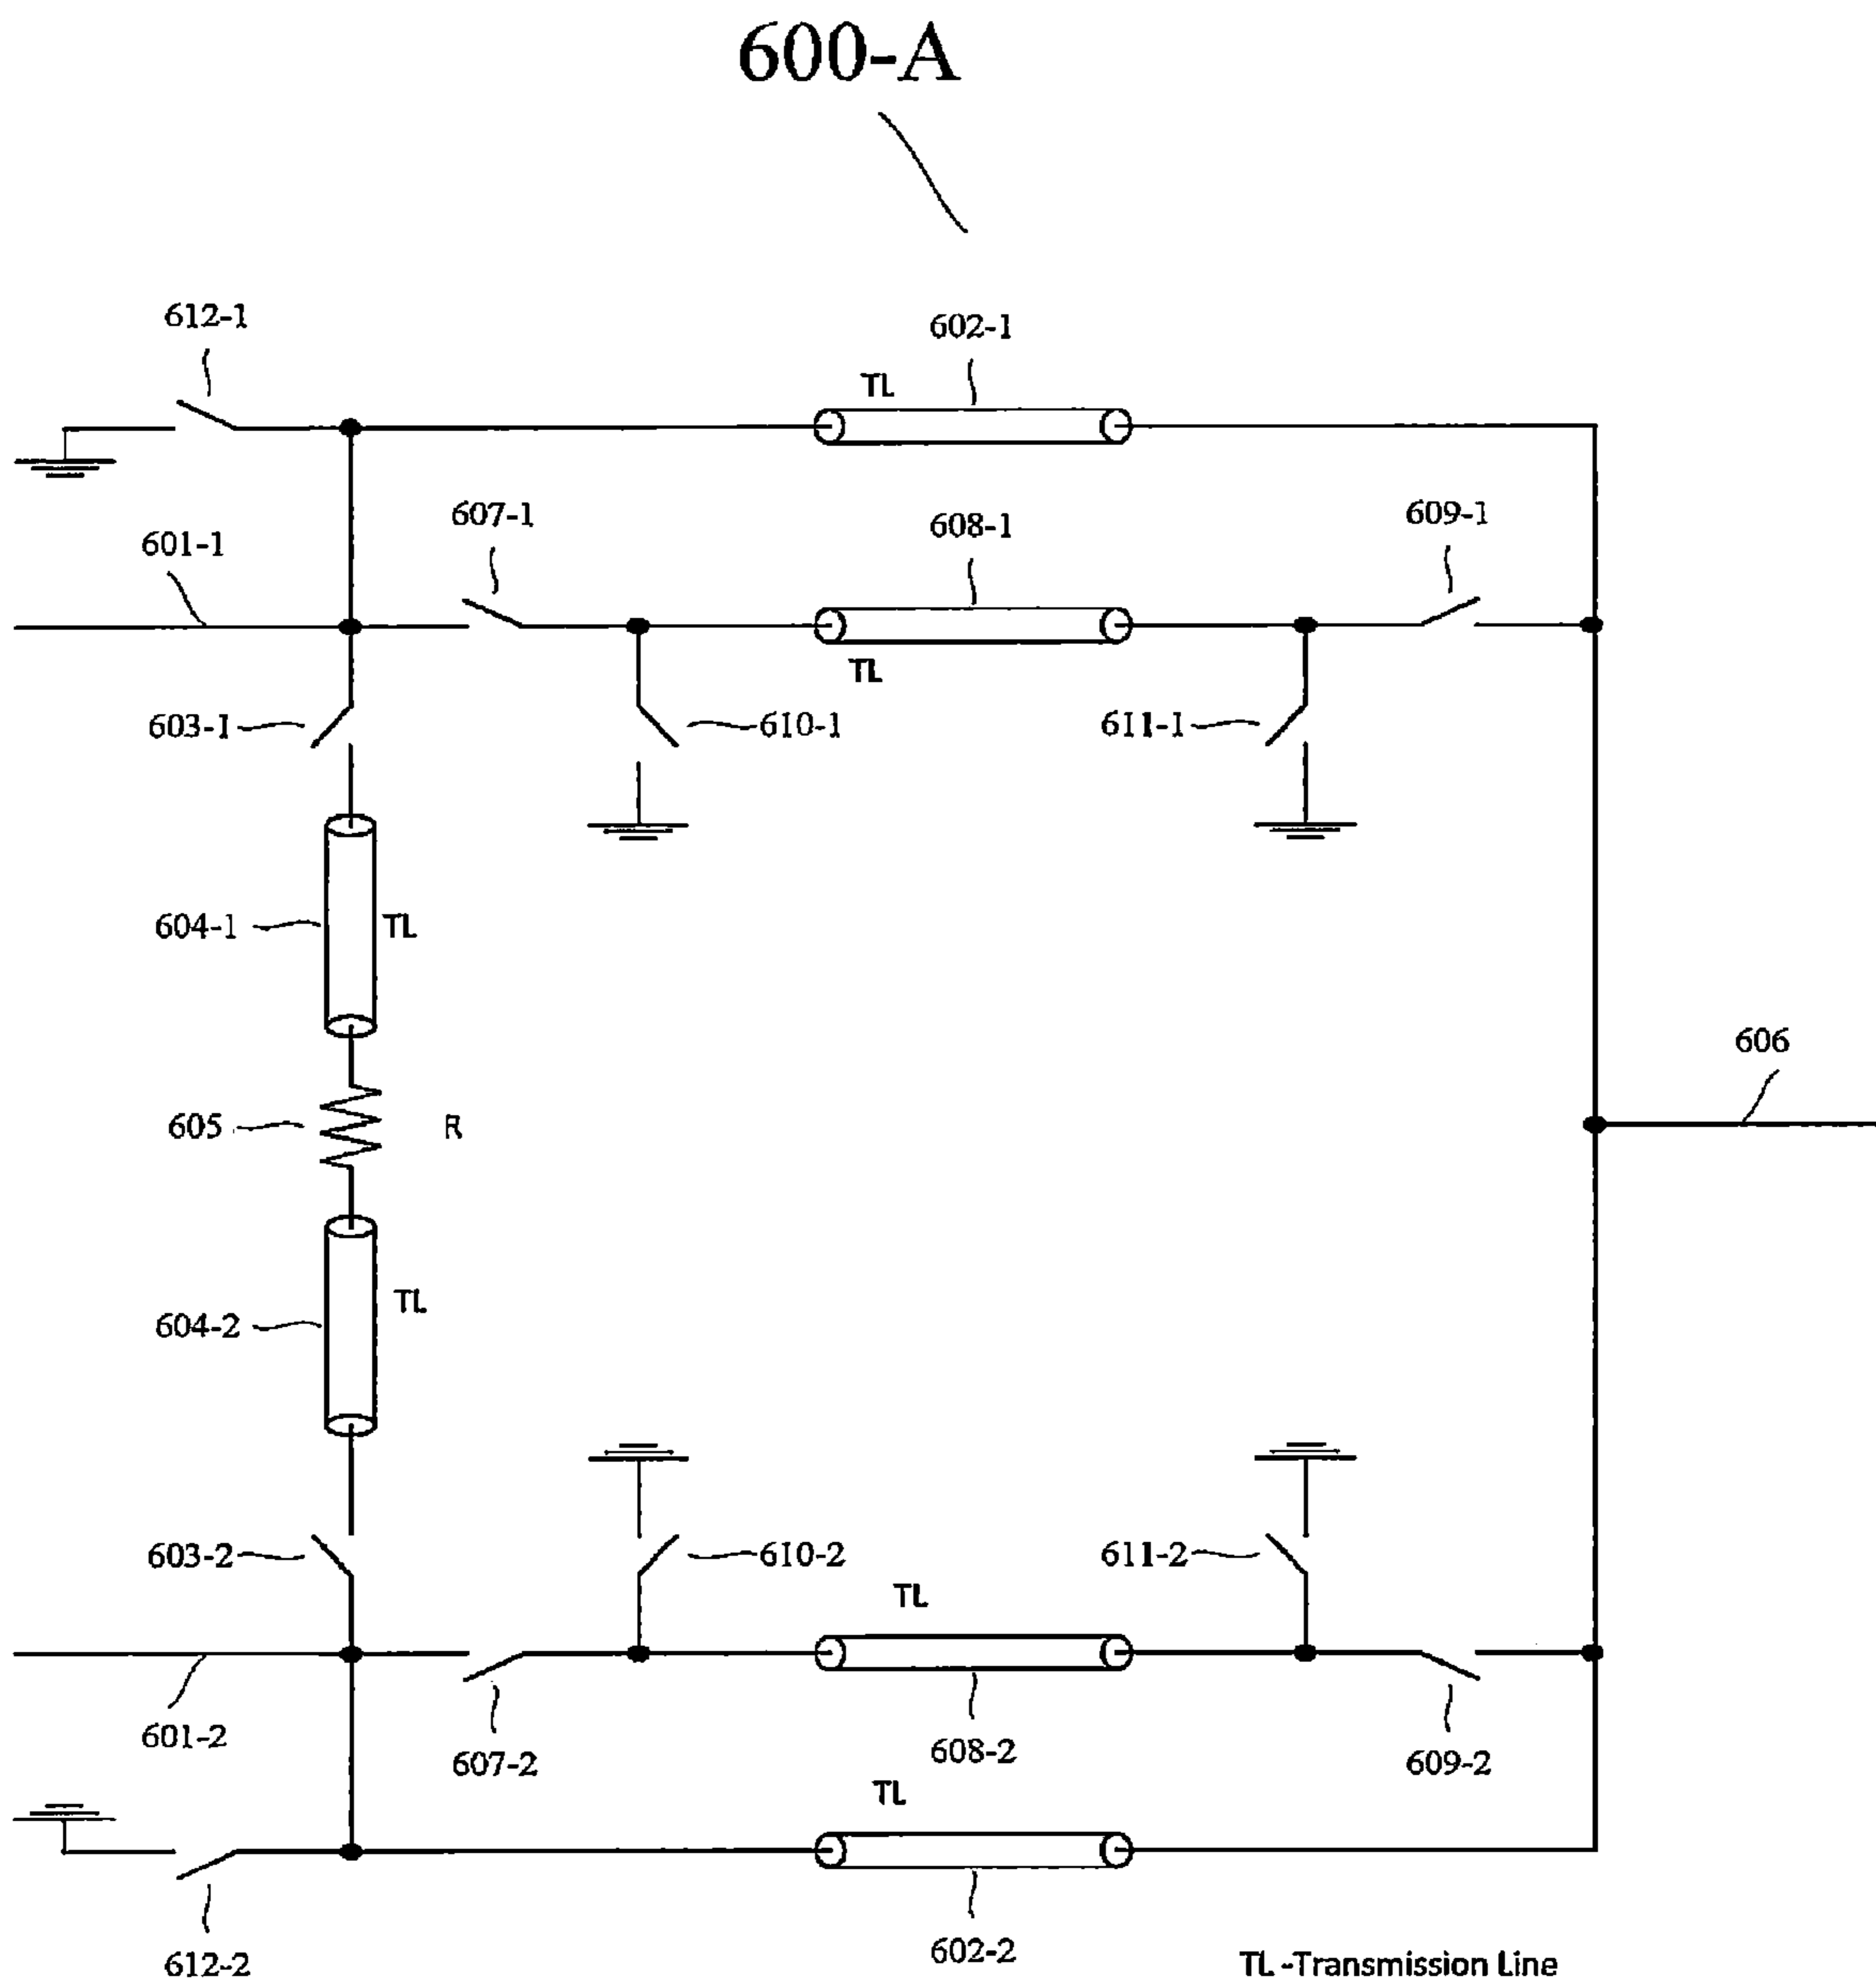 600-A
612-1
602-1
TL
607-1
608-1
609-1
601-1
TL
603-1
610-1
611-1
604-1
TL
606
605
R
604-2
TL
603-2
610-2
611-2
TL
601-2
607-2
608-2
609-2
TL
612-2
602-2
TL -Transmission Line